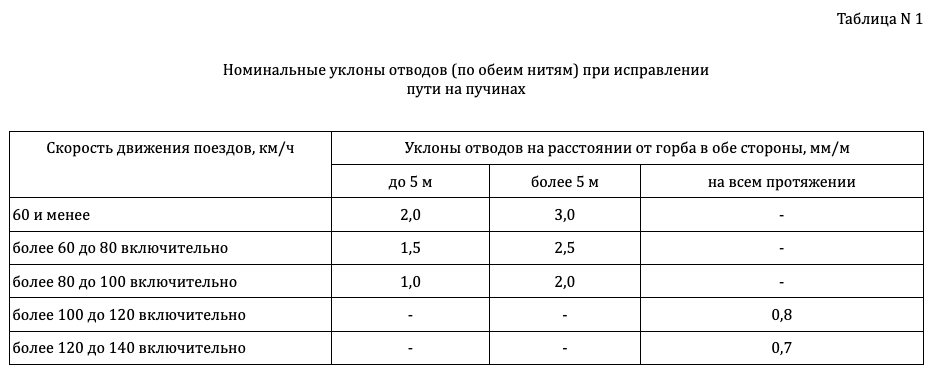 Таблица N 1
Номинальные уклоны отводов (по обеим нитям) при исправлении
пути на пучинах
Скорость движения поездов, км/ч Уклоны отводов на расстоянии от горба в обе стороны, мм/м
до 5 м более 5 м на всем протяжении
60 и менее 2,0 3,0 -
более 60 до 80 включительно 1,5 2,5 -
более 80 до 100 включительно 1,0 2,0 -
более 100 до 120 включительно - - 0,8
более 120 до 140 включительно - - 0,7